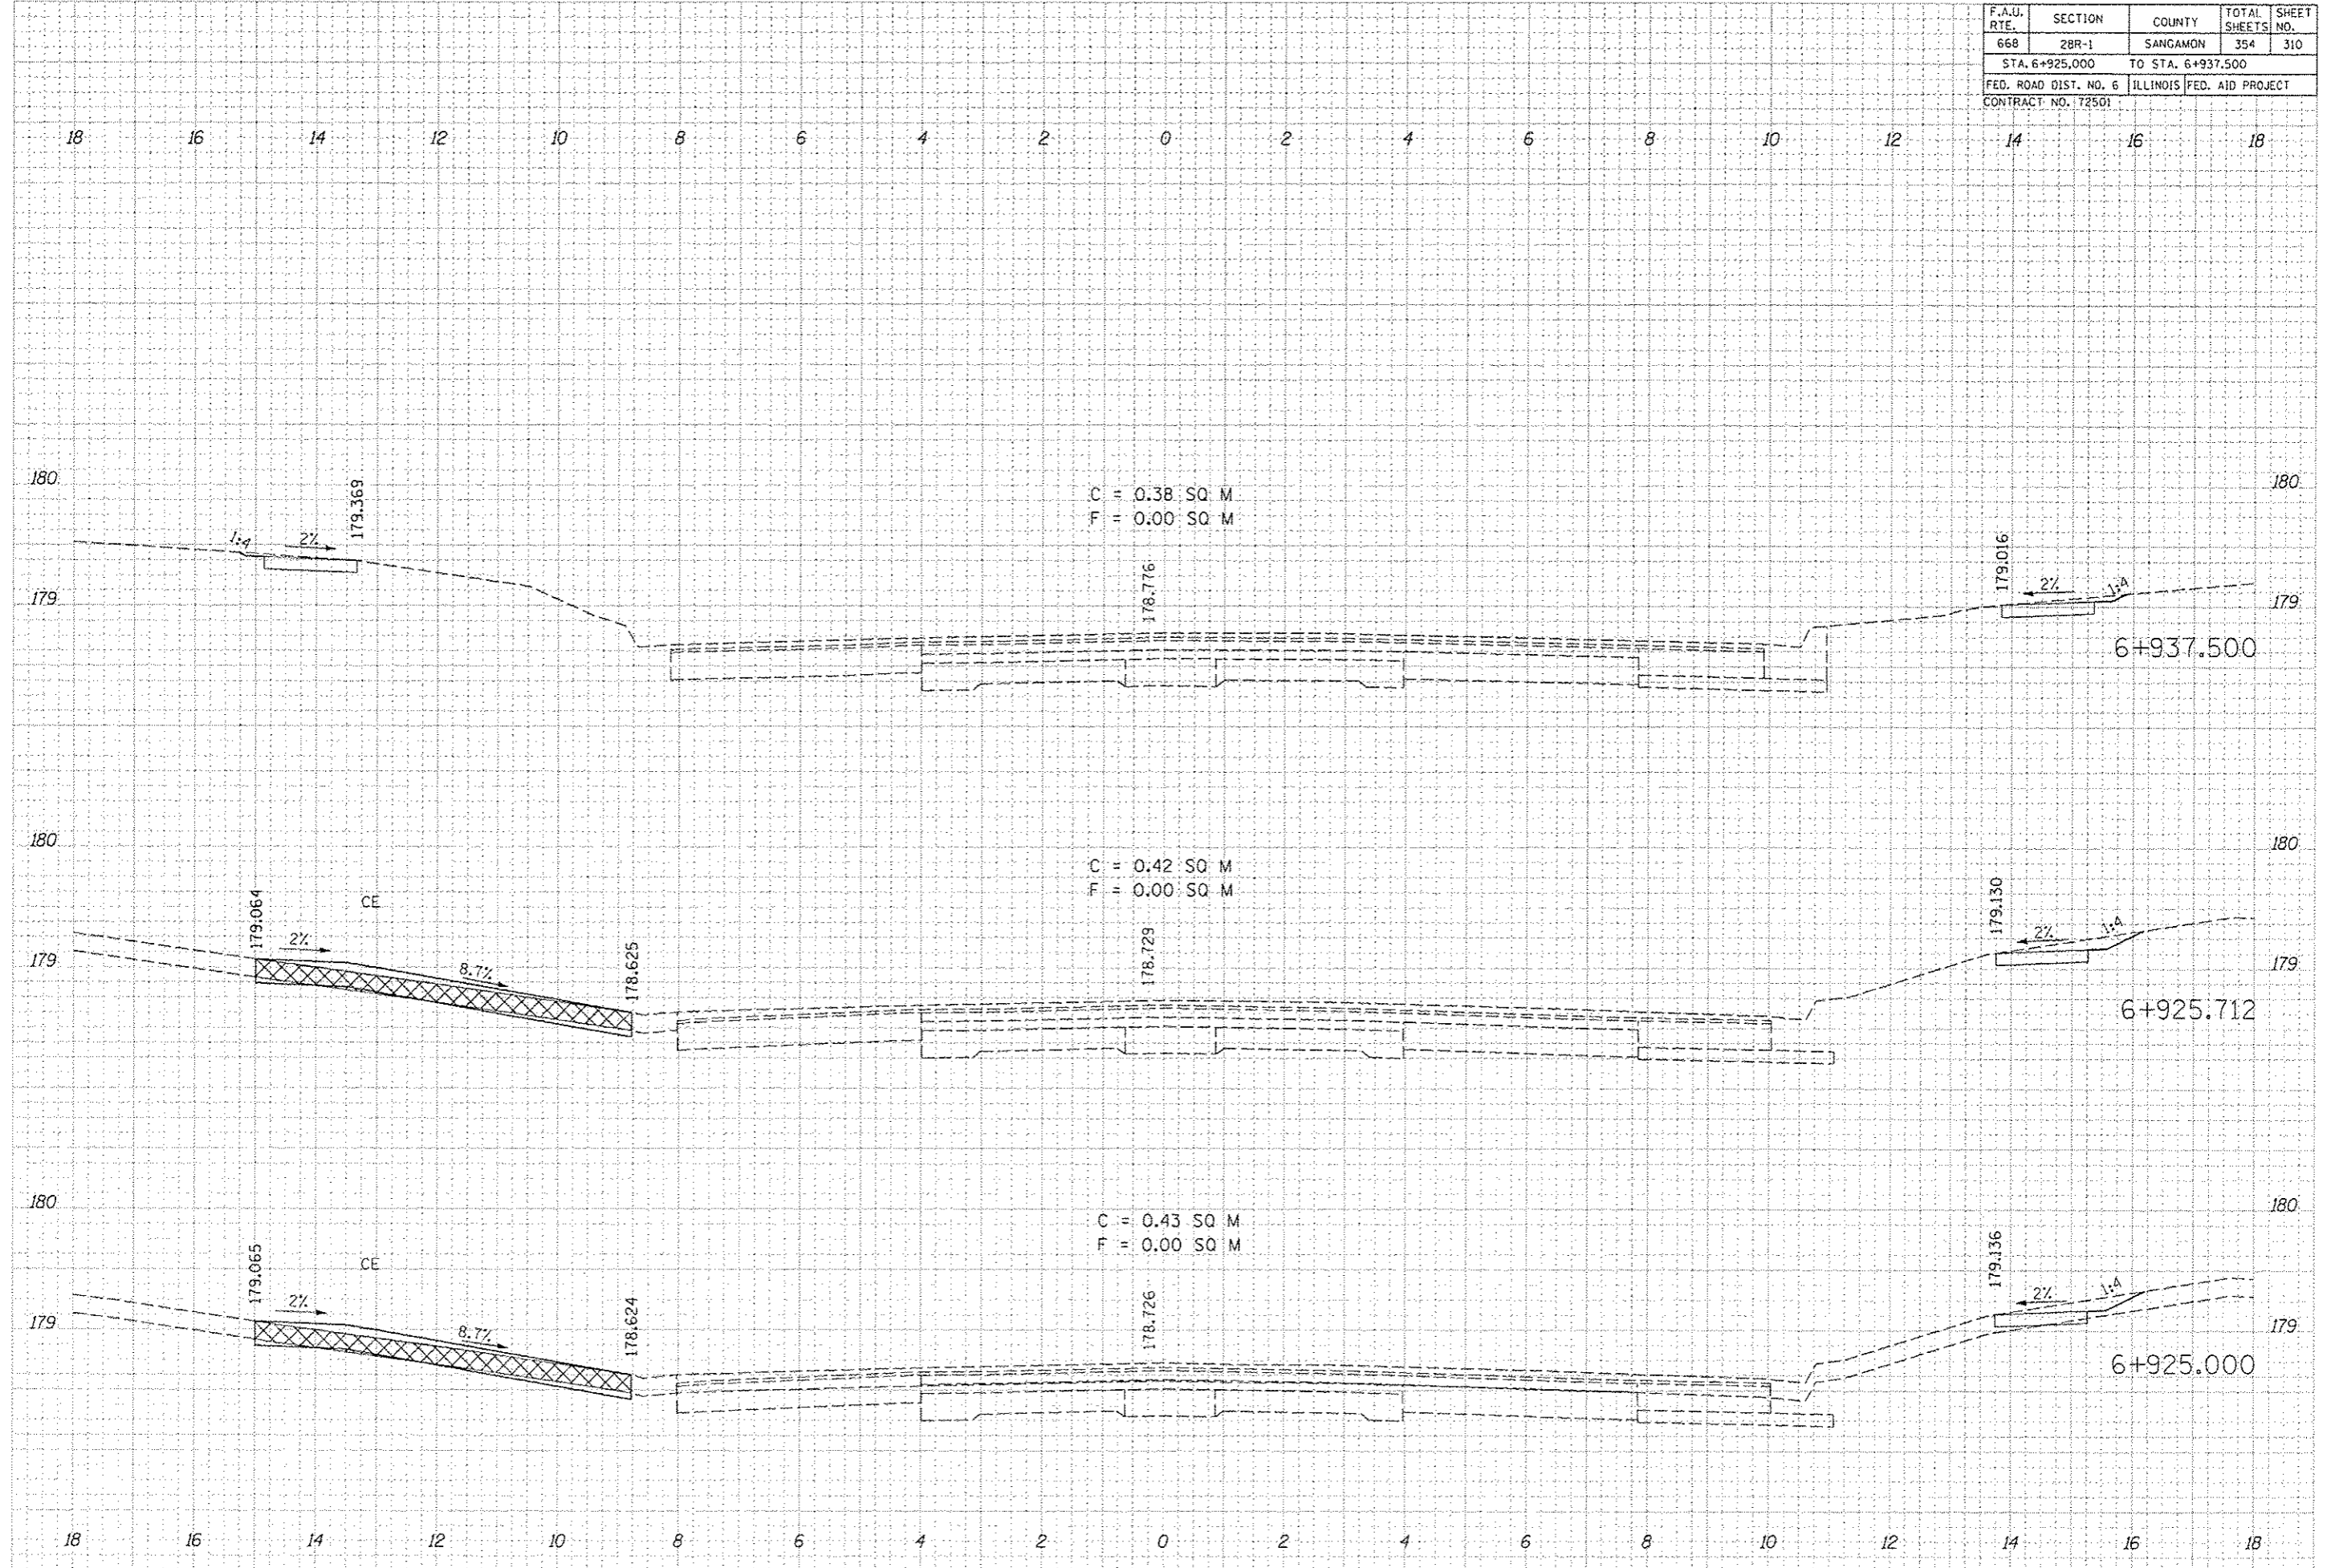 F.A.U. RTE. SECTION COUNTY TOTAL SHEETS SHEET NO.
668 28R-1 SANGAMON 354 310
STA. 6+925.000 TO STA. 6+937.500
FED. ROAD DIST. NO. 6 ILLINOIS FED. AID PROJECT
CONTRACT NO. 72501
18 16 14 12 10 8 6 4 2 0 2 4 6 8 10 12 14 16 18
180 180
C = 0.38 SQ M
F = 0.00 SQ M
179.369
1:4 2%
178.776
179.016
2% 1:4
179 179
6+937.500
180 180
C = 0.42 SQ M
F = 0.00 SQ M
179.064
CE
2%
8.7%
178.625
178.729
179.130
2% 1:4
179 179
6+925.712
180 180
C = 0.43 SQ M
F = 0.00 SQ M
179.065
CE
2%
8.7%
178.624
178.726
179.136
2% 1:4
179 179
6+925.000
18 16 14 12 10 8 6 4 2 0 2 4 6 8 10 12 14 16 18